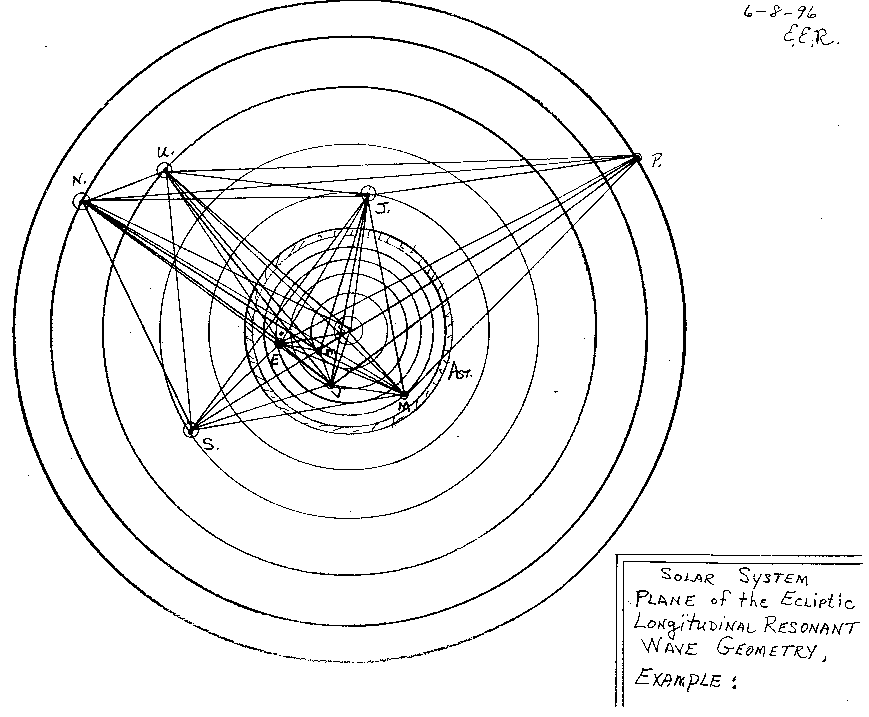 6-8-96
E.E.R.
U.
N.
P.
J.
E
m
V
M
AST.
S.
SOLAR SYSTEM
PLANE of the Ecliptic
LongitUDINAL RESONANT
WAVE GEOMETRY,
EXAMPLE :